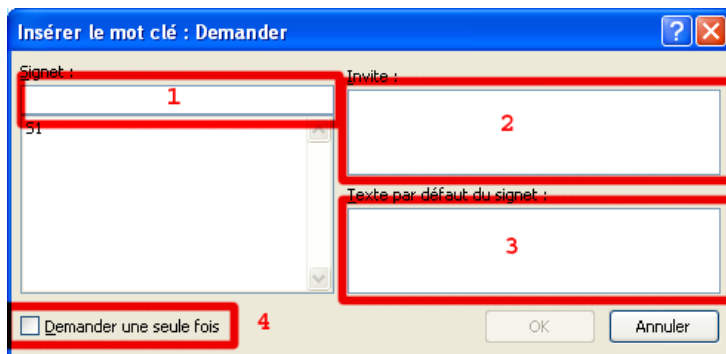 Insérer le mot clé : Demander
Signet :
1
S1
Invite :
2
Texte par défaut du signet :
3
Demander une seule fois
4
OK
Annuler